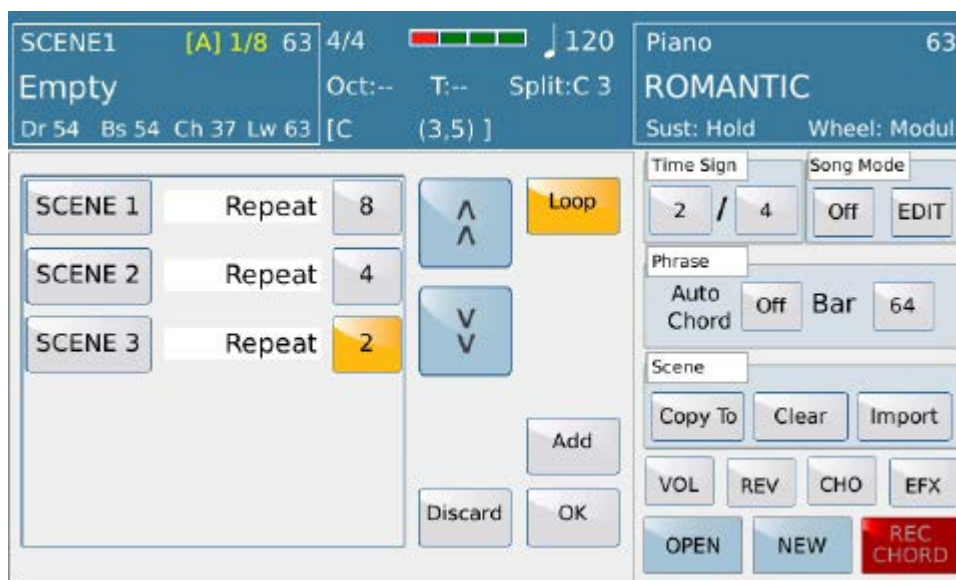 SCENE1 [A] 1/8 63
Empty
Dr 54 Bs 54 Ch 37 Lw 63
4/4 120
Oct:-- T:-- Split:C 3
[C (3,5) ]
Piano 63
ROMANTIC
Sust: Hold Wheel: Modul
SCENE 1 Repeat 8
SCENE 2 Repeat 4
SCENE 3 Repeat 2
Loop
Add
Discard OK
Time Sign
2 / 4
Song Mode
Off EDIT
Phrase
Auto Chord Off Bar 64
Scene
Copy To Clear Import
VOL REV CHO EFX
OPEN NEW REC CHORD